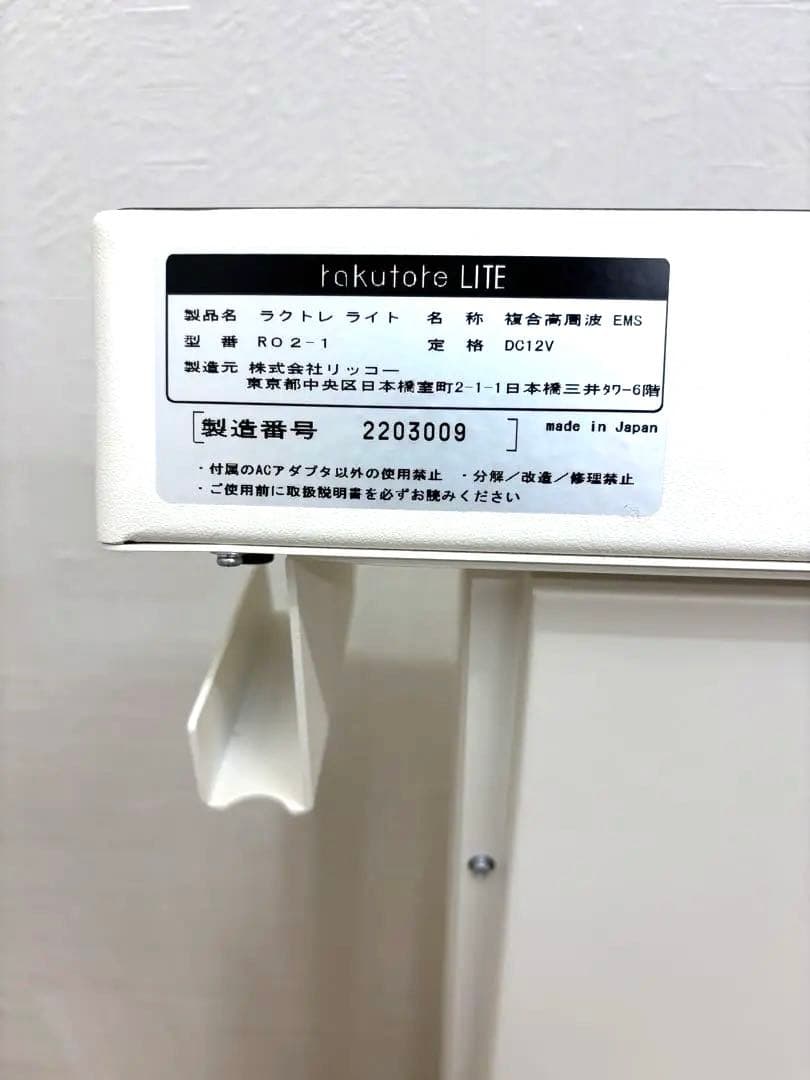 rakutore LITE
製品名 ラクトレ ライト 名 称 複合高周波 EMS
型 番 R02-1 定 格 DC12V
製造元 株式会社リッコー
東京都中央区日本橋室町2-1-1日本橋三井ﾀﾜｰ6階
[製造番号 2203009] made in Japan
・付属のACアダプタ以外の使用禁止 ・分解／改造／修理禁止
・ご使用前に取扱説明書を必ずお読みください